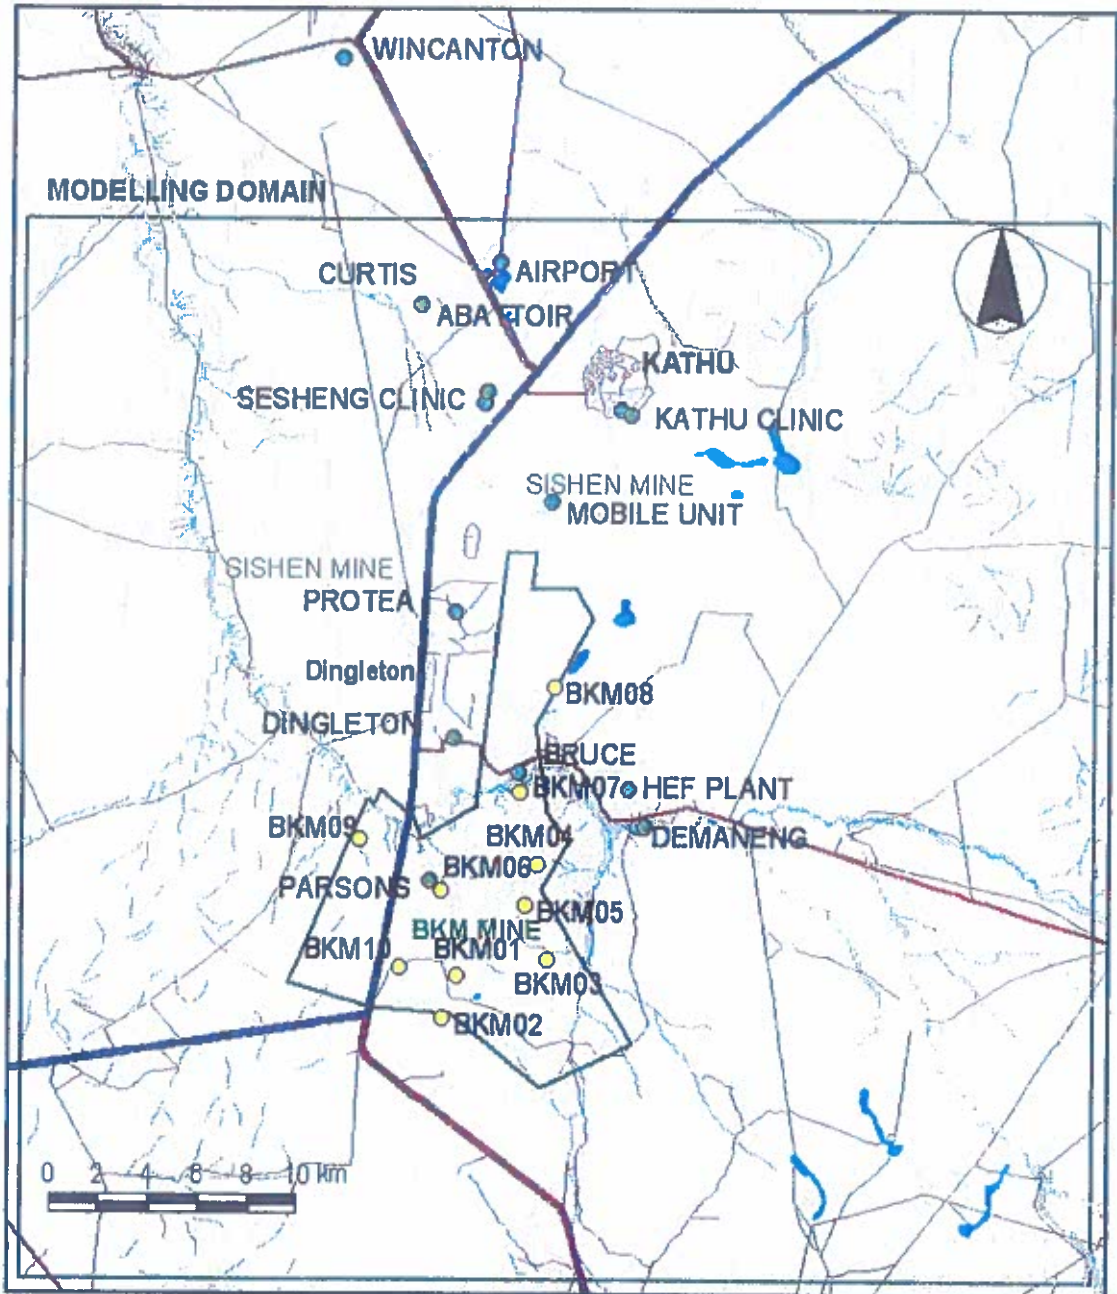 WINCANTON
MODELLING DOMAIN
CURTIS
AIRPORT
ABATTOIR
KATHU
SESHENG CLINIC
KATHU CLINIC
SISHEN MINE
MOBILE UNIT
SISHEN MINE
PROTEA
Dingleton
BKM08
DINGLETON
BRUCE
BKM07
HEF PLANT
BKM09
BKM04
DEMANENG
BKM06
PARSONS
BKM05
BKM MINE
BKM10
BKM01
BKM03
BKM02
0 2 4 6 8 10 km